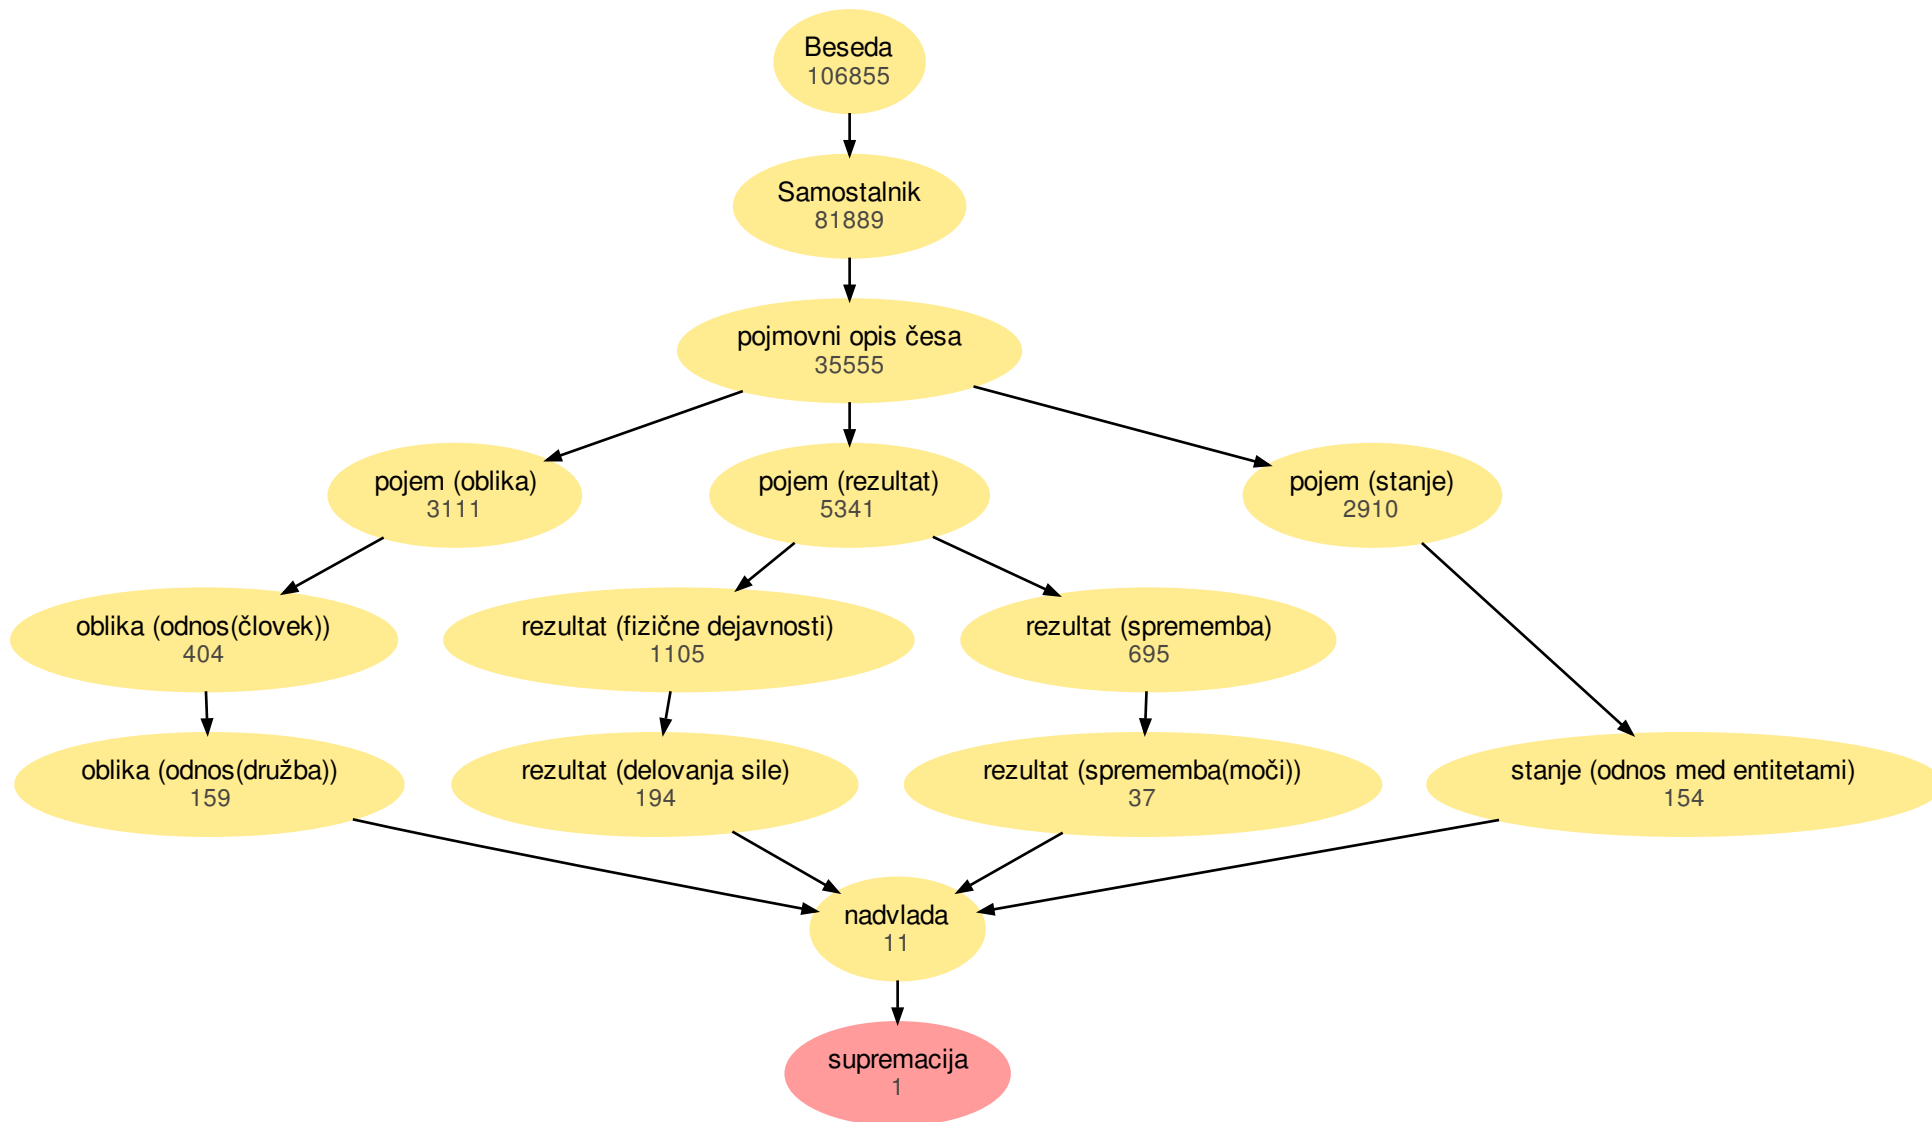 Beseda
106855
Samostalnik
81889
pojmovni opis česa
35555
pojem (oblika)
3111
pojem (rezultat)
5341
pojem (stanje)
2910
oblika (odnos(človek))
404
rezultat (fizične dejavnosti)
1105
rezultat (sprememba)
695
oblika (odnos(družba))
159
rezultat (delovanja sile)
194
rezultat (sprememba(moči))
37
stanje (odnos med entitetami)
154
nadvlada
11
supremacija
1